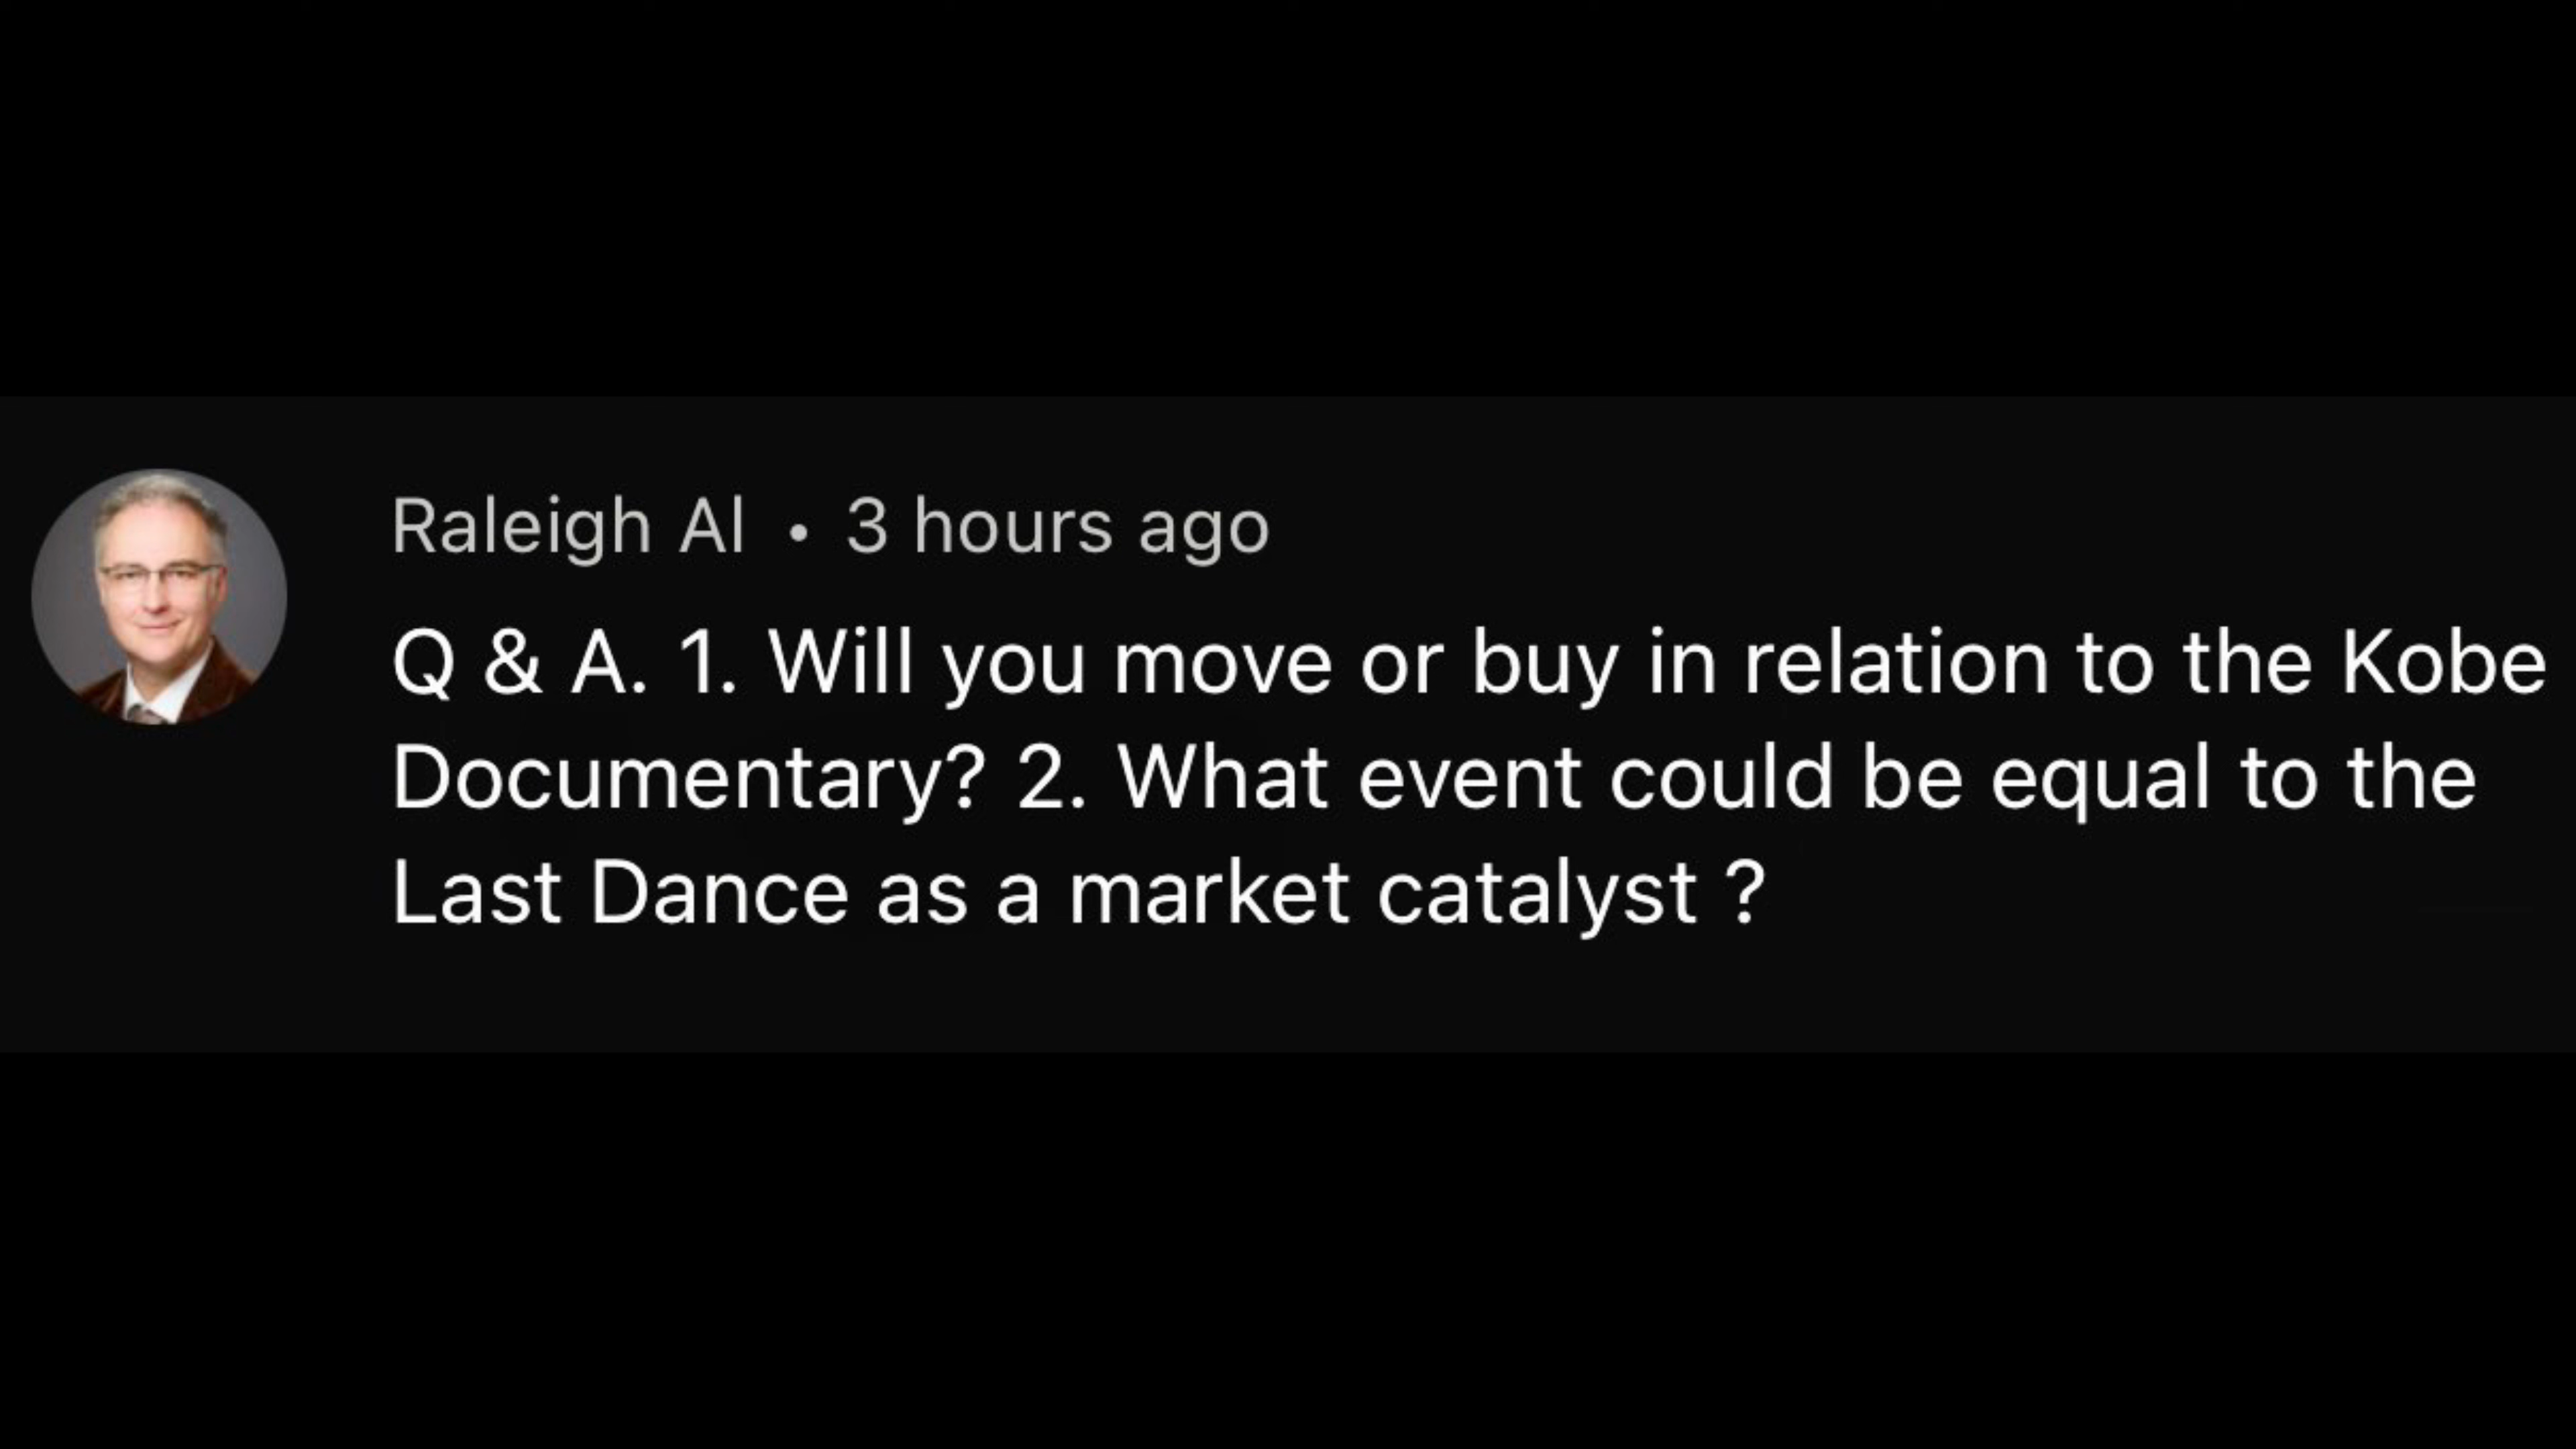 Raleigh Al • 3 hours ago
Q & A. 1. Will you move or buy in relation to the Kobe
Documentary? 2. What event could be equal to the
Last Dance as a market catalyst ?